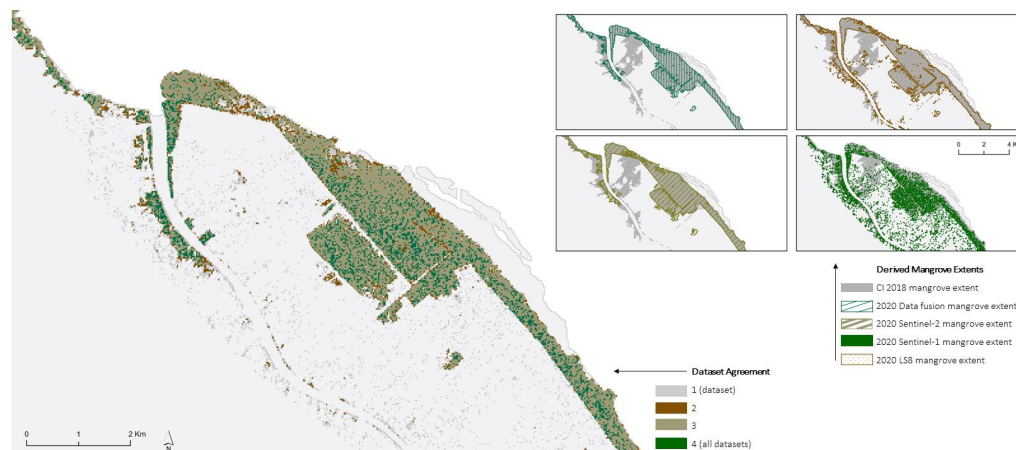 0 2 4 K
Derived Mangrove Extents
CI 2018 mangrove extent
2020 Data fusion mangrove extent
2020 Sentinel-2 mangrove extent
2020 Sentinel-1 mangrove extent
2020 LS8 mangrove extent
Dataset Agreement
1 (dataset)
2
3
4 (all datasets)
0 1 2 Km
N